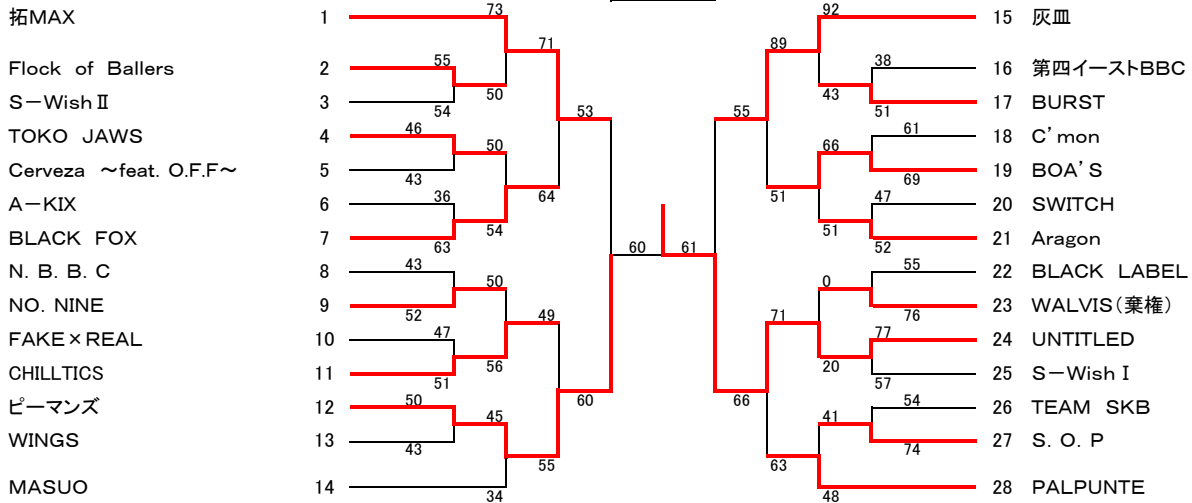 拓MAX 1 73 92 15 灰皿
71 89
Flock of Ballers 2 55 38 16 第四イーストBBC
50 43
S-WishⅡ 3 54 51 17 BURST
53 55
TOKO JAWS 4 46 61 18 C'mon
50 66
Cerveza ~feat. O.F.F~ 5 43 69 19 BOA'S
64 51
A-KIX 6 36 47 20 SWITCH
54 51
BLACK FOX 7 63 52 21 Aragon
60 61
N. B. B. C 8 43 55 22 BLACK LABEL
50 0
NO. NINE 9 52 76 23 WALVIS(棄権)
49 71
FAKE×REAL 10 47 77 24 UNTITLED
56 20
CHILLTICS 11 51 57 25 S-WishⅠ
60 66
ピーマンズ 12 50 54 26 TEAM SKB
45 41
WINGS 13 43 74 27 S. O. P
55 63
MASUO 14 34 48 28 PALPUNTE